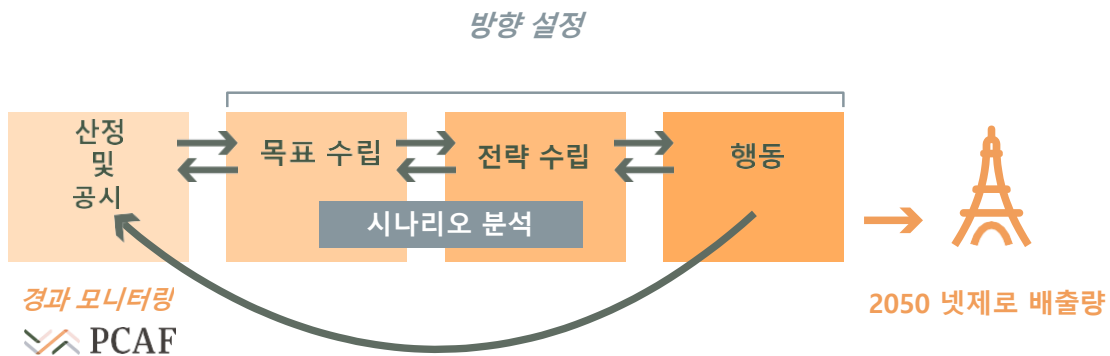 방향 설정
산정
및
공시
목표 수립
전략 수립
행동
시나리오 분석
경과 모니터링
PCAF
2050 넷제로 배출량